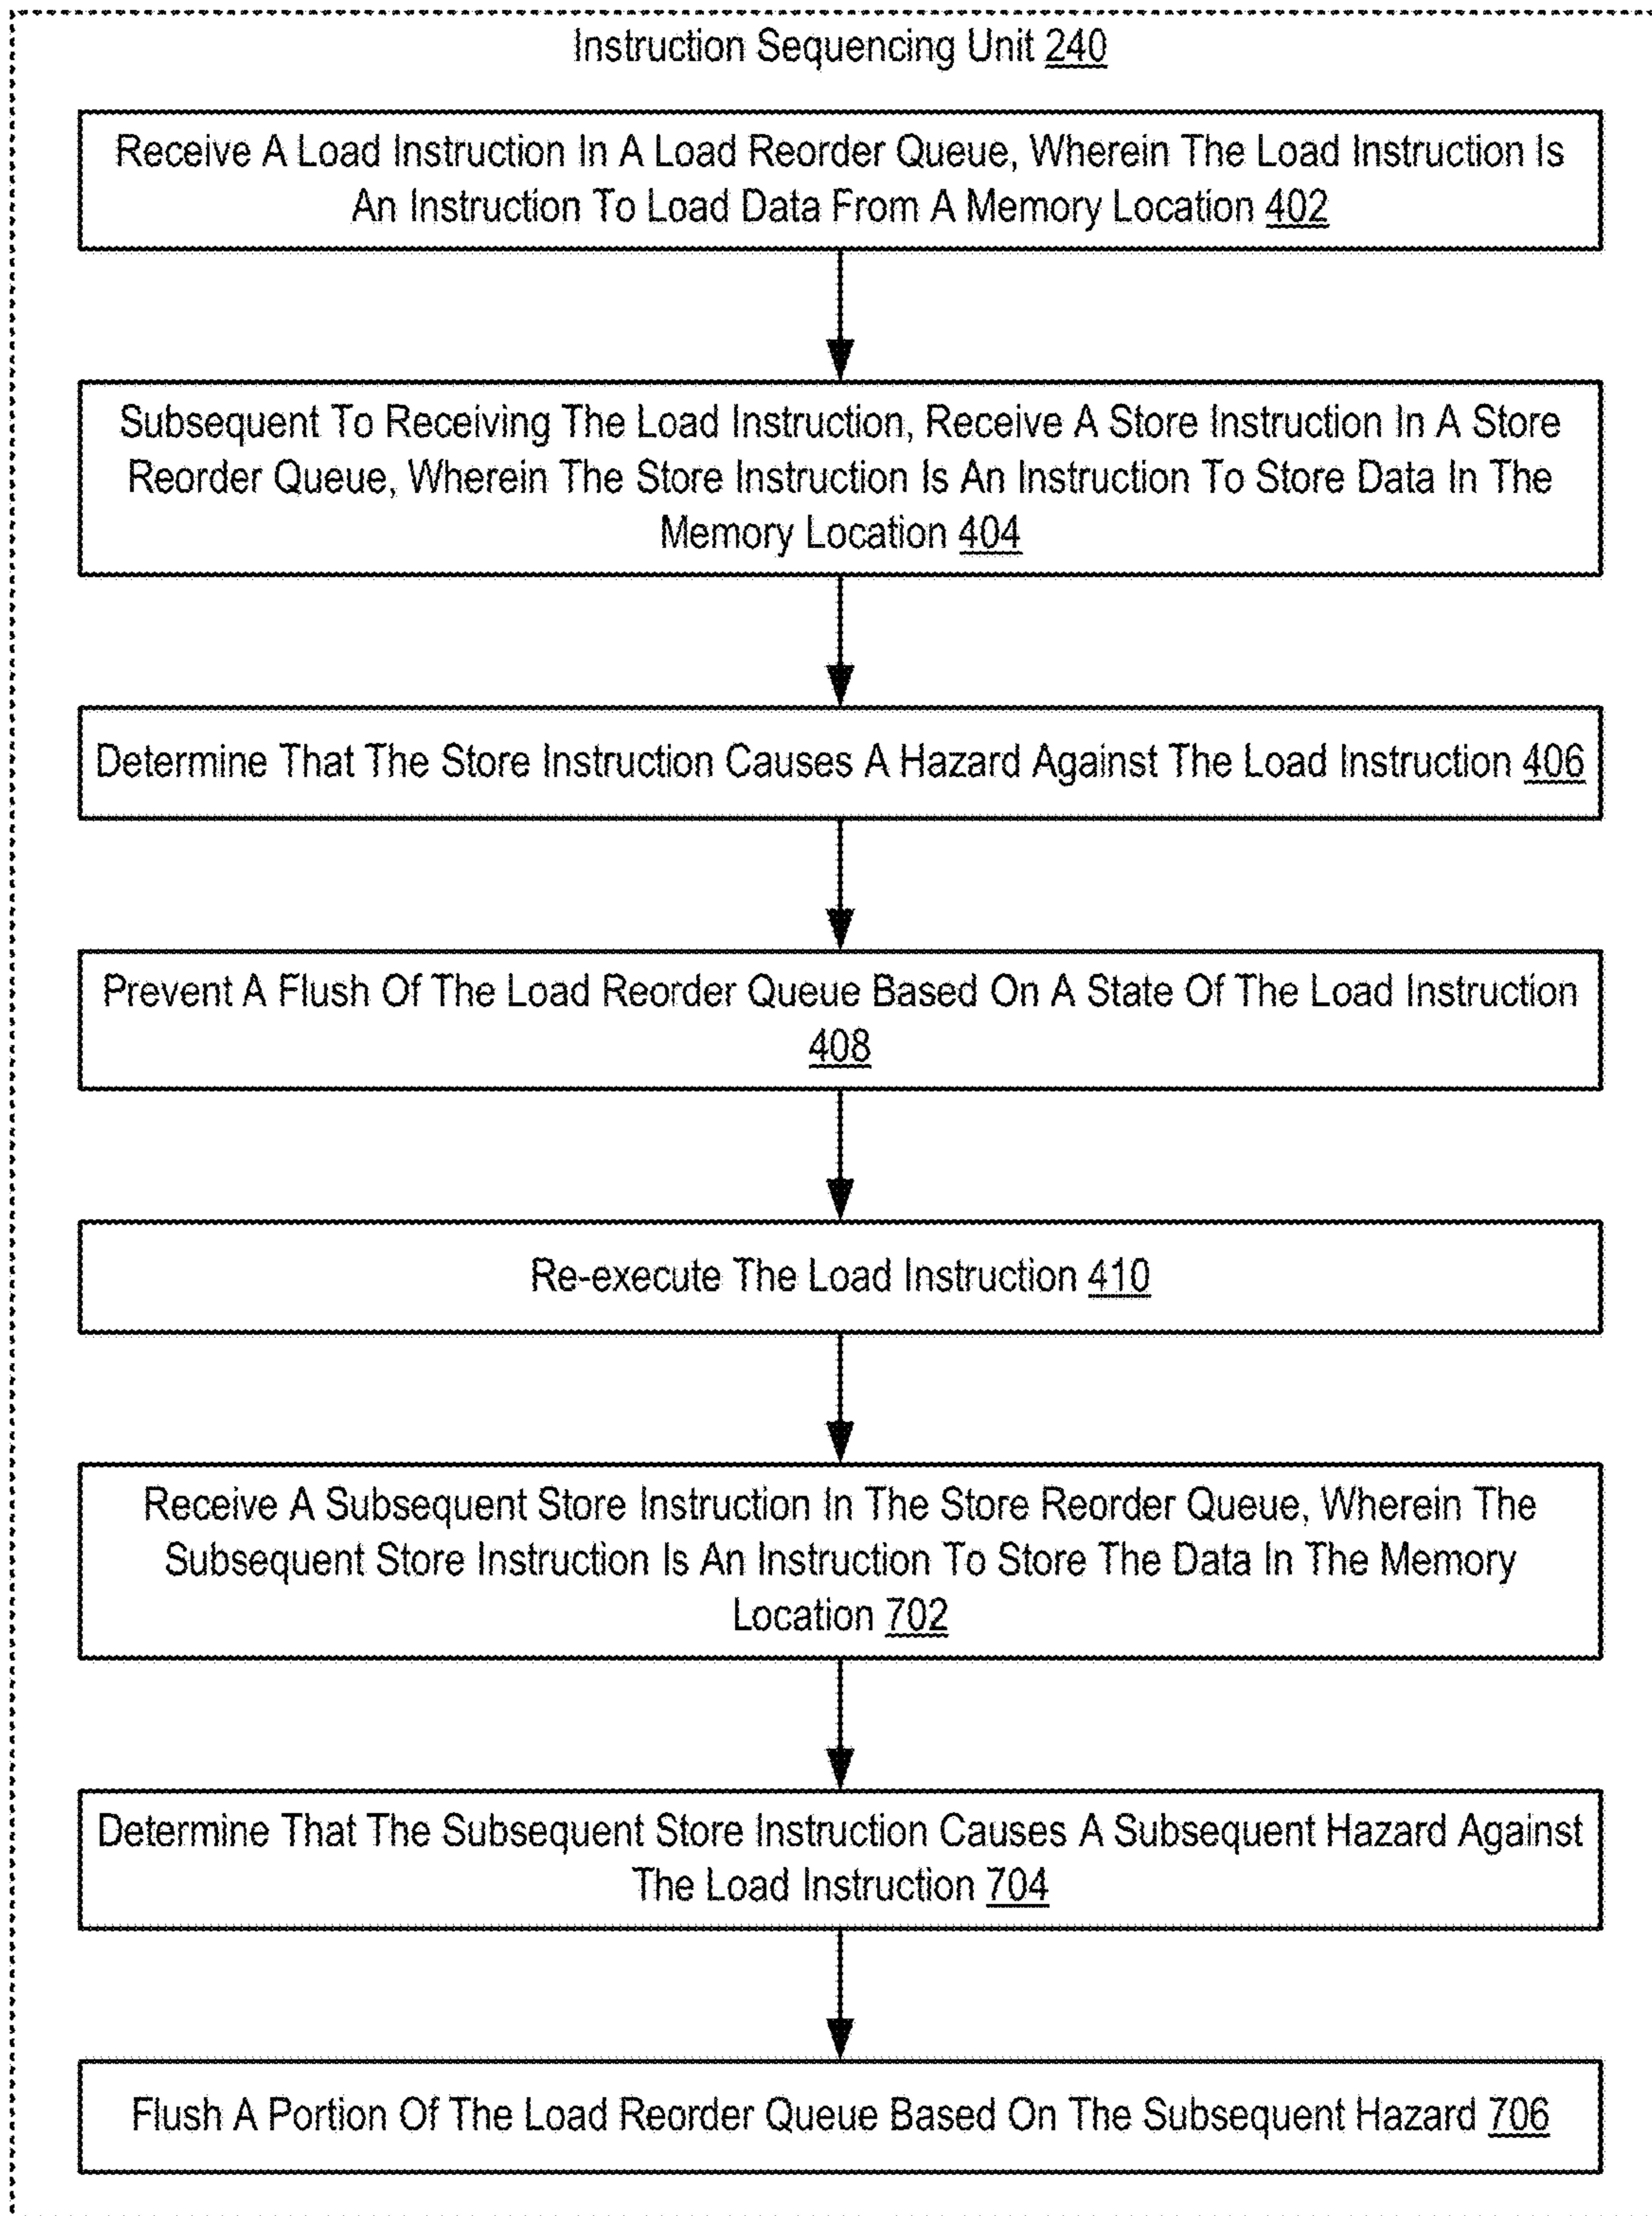 Instruction Sequencing Unit 240
Receive A Load Instruction In A Load Reorder Queue, Wherein The Load Instruction Is
An Instruction To Load Data From A Memory Location 402
Subsequent To Receiving The Load Instruction, Receive A Store Instruction In A Store
Reorder Queue, Wherein The Store Instruction Is An Instruction To Store Data In The
Memory Location 404
Determine That The Store Instruction Causes A Hazard Against The Load Instruction 406
Prevent A Flush Of The Load Reorder Queue Based On A State Of The Load Instruction
408
Re-execute The Load Instruction 410
Receive A Subsequent Store Instruction In The Store Reorder Queue, Wherein The
Subsequent Store Instruction Is An Instruction To Store The Data In The Memory
Location 702
Determine That The Subsequent Store Instruction Causes A Subsequent Hazard Against
The Load Instruction 704
Flush A Portion Of The Load Reorder Queue Based On The Subsequent Hazard 706